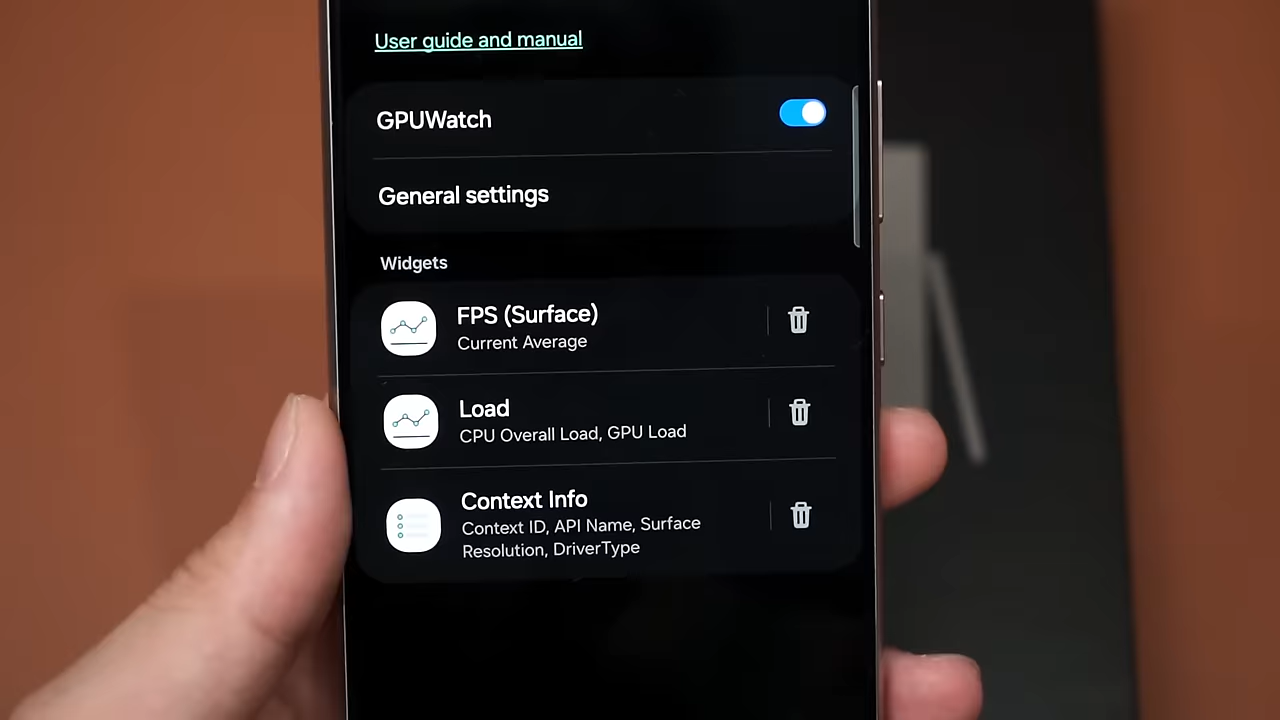 User guide and manual
GPUWatch
General settings
Widgets
FPS (Surface)
Current Average
Load
CPU Overall Load, GPU Load
Context Info
Context ID, API Name, Surface
Resolution, DriverType